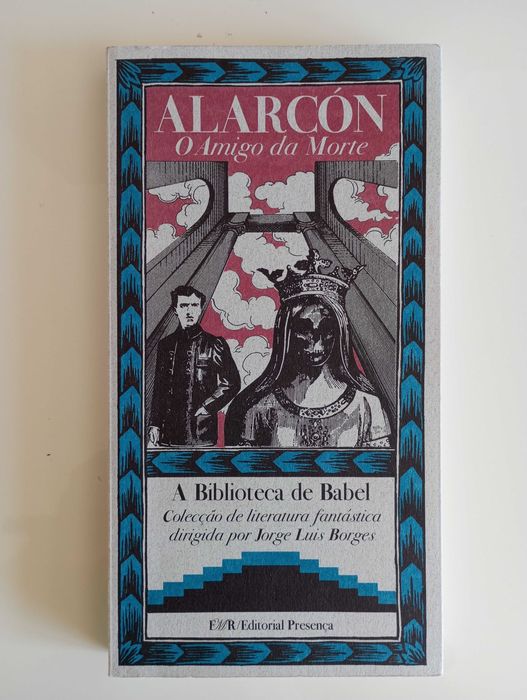 ALARCÓN
O Amigo da Morte
A Biblioteca de Babel
Colecção de literatura fantástica
dirigida por Jorge Luis Borges
FMR/Editorial Presença